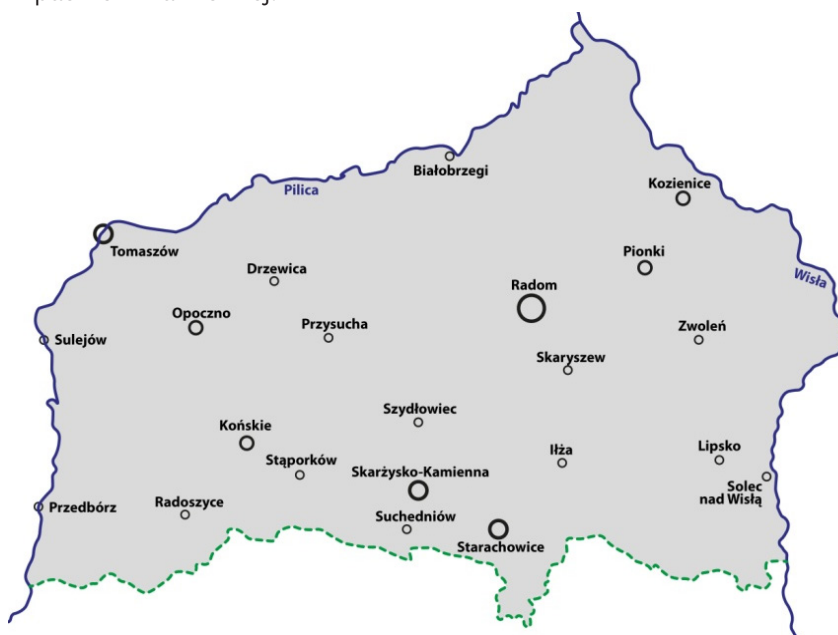 Białobrzegi
Pilica
Kozienice
Tomaszów
Pionki
Drzewica
Wisła
Radom
Opoczno
Przysucha
Zwoleń
Sulejów
Skaryszew
Szydłowiec
Końskie
Iłża
Lipsko
Stąporków
Skarżysko-Kamienna
Solec
nad Wisłą
Przedbórz
Radoszyce
Suchedniów
Starachowice